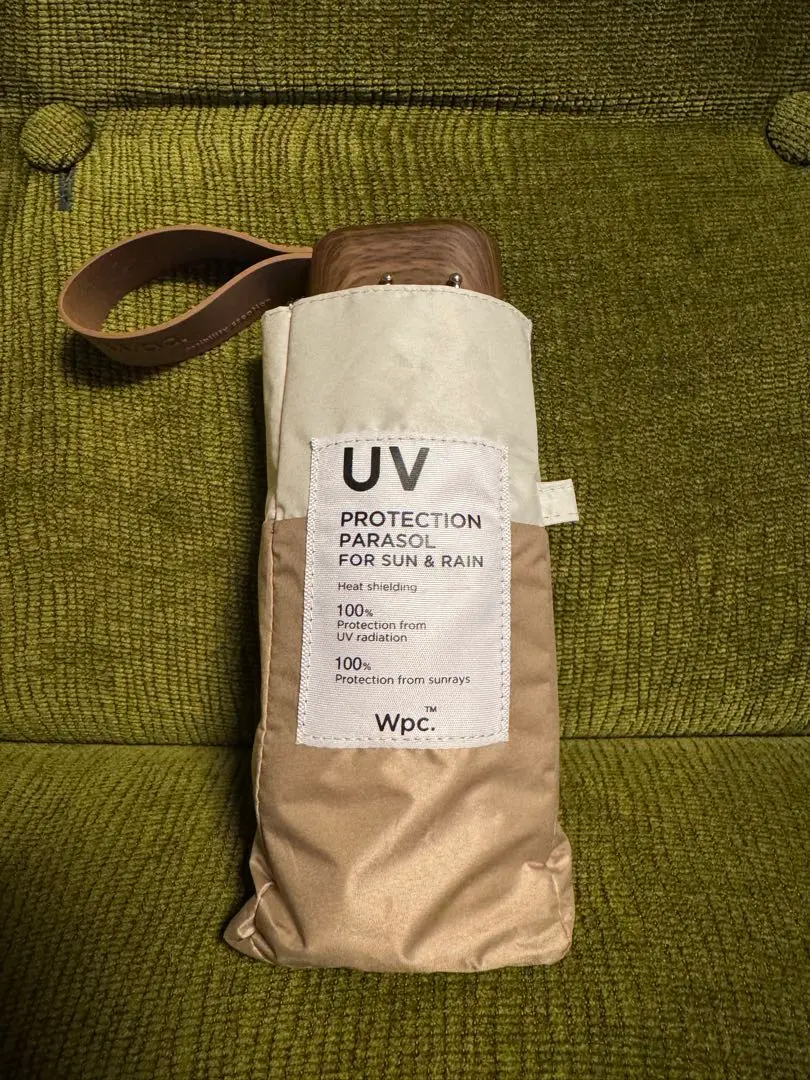 UV
PROTECTION
PARASOL
FOR SUN & RAIN
Heat shielding
100%
Protection from
UV radiation
100%
Protection from sunrays
Wpc.™